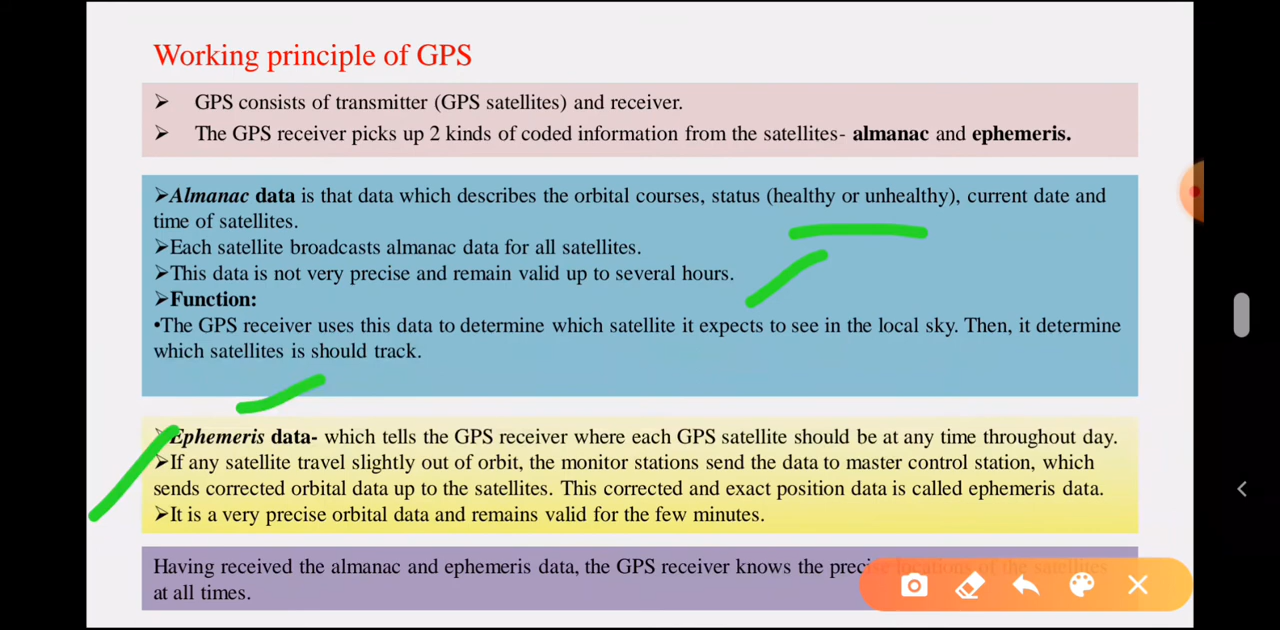 Working principle of GPS
➢ GPS consists of transmitter (GPS satellites) and receiver.
➢ The GPS receiver picks up 2 kinds of coded information from the satellites- almanac and ephemeris.
➢Almanac data is that data which describes the orbital courses, status (healthy or unhealthy), current date and
time of satellites.
➢Each satellite broadcasts almanac data for all satellites.
➢This data is not very precise and remain valid up to several hours.
➢Function:
•The GPS receiver uses this data to determine which satellite it expects to see in the local sky. Then, it determine
which satellites is should track.
➢Ephemeris data- which tells the GPS receiver where each GPS satellite should be at any time throughout day.
➢If any satellite travel slightly out of orbit, the monitor stations send the data to master control station, which
sends corrected orbital data up to the satellites. This corrected and exact position data is called ephemeris data.
➢It is a very precise orbital data and remains valid for the few minutes.
Having received the almanac and ephemeris data, the GPS receiver knows the precise locations of the satellites
at all times.